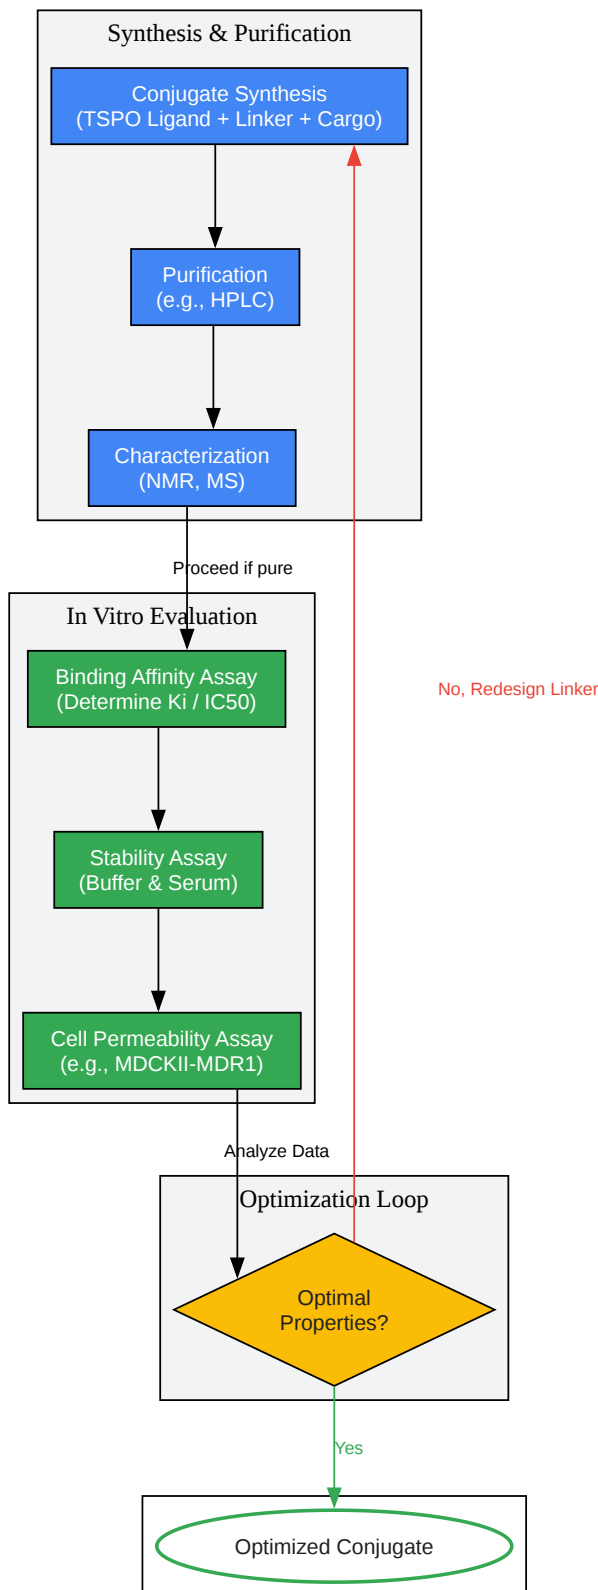 Synthesis & Purification
Conjugate Synthesis
(TSPO Ligand + Linker + Cargo)
Purification
(e.g., HPLC)
Characterization
(NMR, MS)
Proceed if pure
In Vitro Evaluation
Binding Affinity Assay
(Determine Ki / IC50)
No, Redesign Linker
Stability Assay
(Buffer & Serum)
Cell Permeability Assay
(e.g., MDCKII-MDR1)
Analyze Data
Optimization Loop
Optimal
Properties?
Yes
Optimized Conjugate